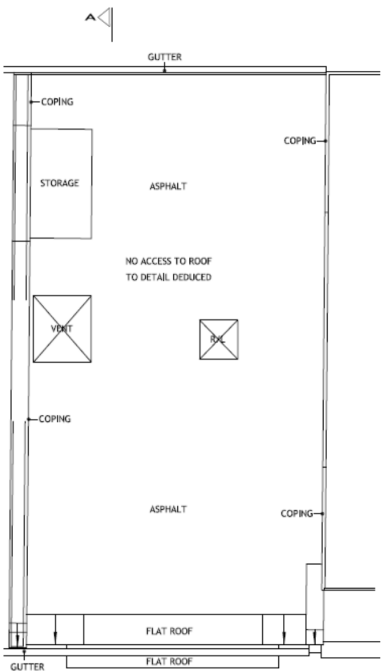 A
GUTTER
COPING
COPING
STORAGE
ASPHALT
NO ACCESS TO ROOF
TO DETAIL DEDUCED
VENT
R/L
COPING
ASPHALT
COPING
FLAT ROOF
FLAT ROOF
GUTTER